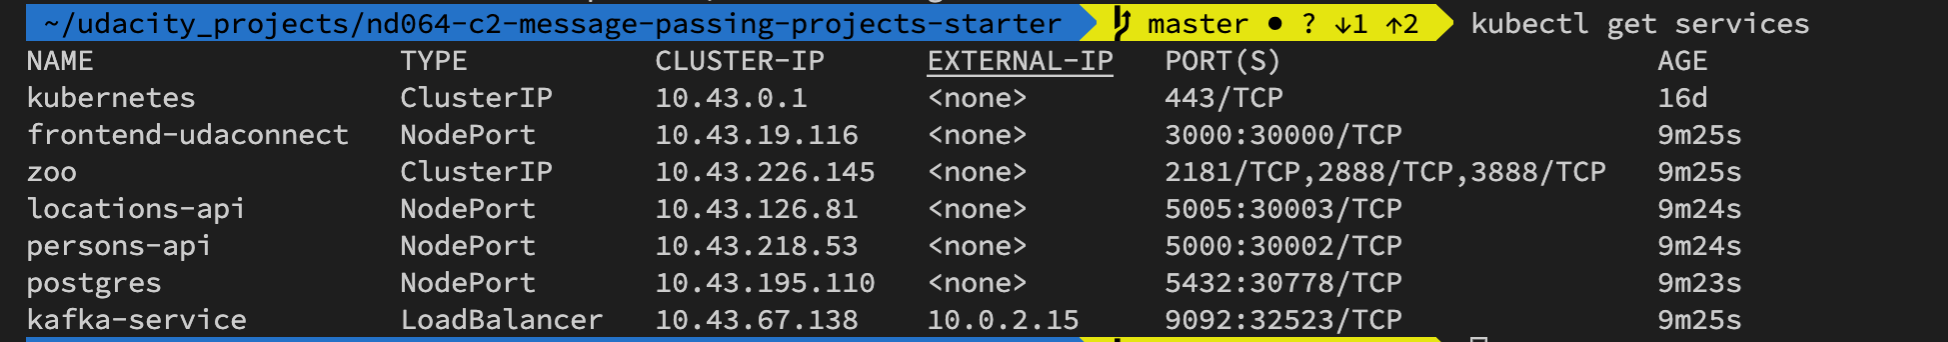 ~/udacity_projects/nd064-c2-message-passing-projects-starter master ● ? ↓1 ↑2 kubectl get services
NAME TYPE CLUSTER-IP EXTERNAL-IP PORT(S) AGE
kubernetes ClusterIP 10.43.0.1 <none> 443/TCP 16d
frontend-udaconnect NodePort 10.43.19.116 <none> 3000:30000/TCP 9m25s
zoo ClusterIP 10.43.226.145 <none> 2181/TCP,2888/TCP,3888/TCP 9m25s
locations-api NodePort 10.43.126.81 <none> 5005:30003/TCP 9m24s
persons-api NodePort 10.43.218.53 <none> 5000:30002/TCP 9m24s
postgres NodePort 10.43.195.110 <none> 5432:30778/TCP 9m23s
kafka-service LoadBalancer 10.43.67.138 10.0.2.15 9092:32523/TCP 9m25s